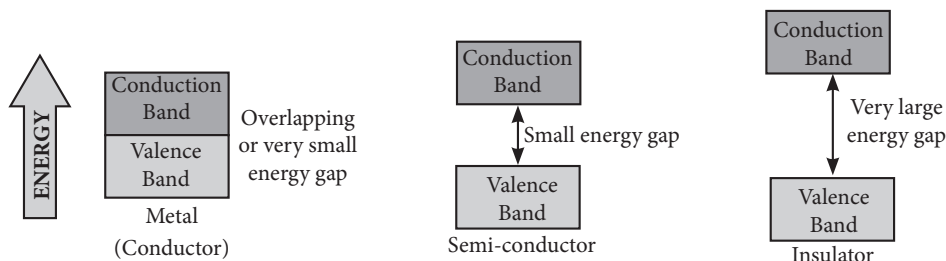 ENERGY
Conduction
Band
Valence
Band
Overlapping
or very small
energy gap
Metal
(Conductor)
Conduction
Band
Small energy gap
Valence
Band
Semi-conductor
Conduction
Band
Very large
energy gap
Valence
Band
Insulator